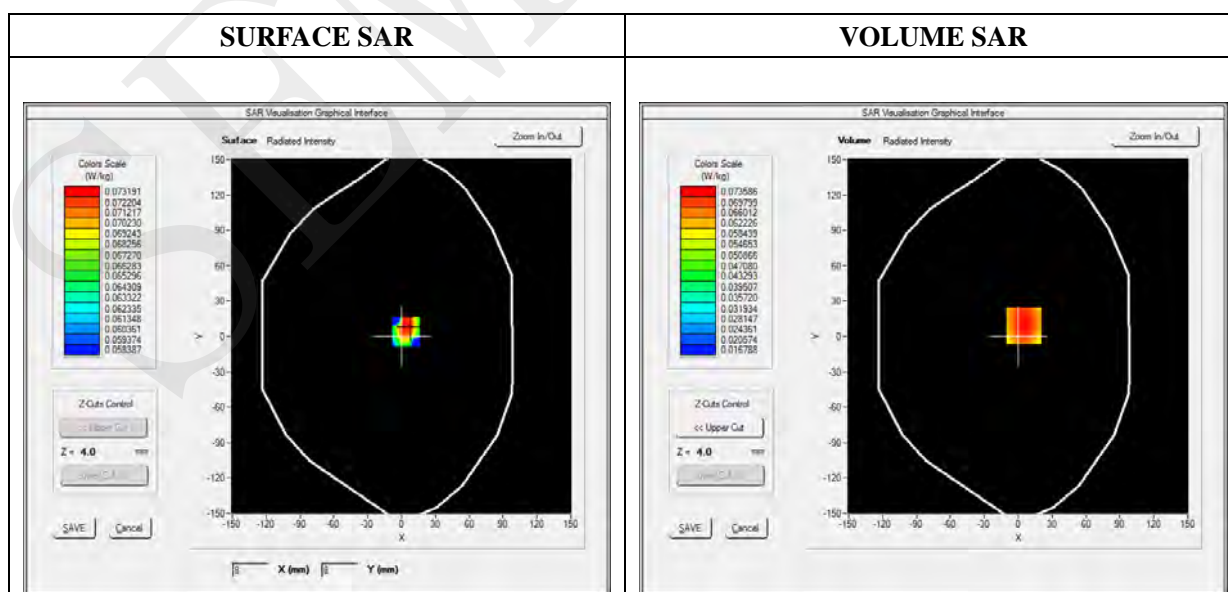 SURFACE SAR
SAR Visualisation Graphical Interface
Surface Radiated Intensity
Zoom In/Out
Colors Scale
(W/kg)
0.073191
0.072204
0.071217
0.070230
0.069243
0.068256
0.067270
0.066283
0.065296
0.064309
0.063322
0.062335
0.061348
0.060361
0.059374
0.058387
150
120
90
60
30
0
-30
-60
-90
-120
-150
Y
-150 -120 -90 -60 -30 0 30 60 90 120 150
X
Z-Cuts Control
<< Upper Cut
Z = 4.0 mm
SAVE Cancel
X (mm) Y (mm)
VOLUME SAR
SAR Visualisation Graphical Interface
Volume Radiated Intensity
Zoom In/Out
Colors Scale
(W/kg)
0.073586
0.069799
0.066012
0.062226
0.058439
0.054653
0.050866
0.047080
0.043293
0.039507
0.035720
0.031934
0.028147
0.024361
0.020574
0.016788
150
120
90
60
30
0
-30
-60
-90
-120
-150
Y
-150 -120 -90 -60 -30 0 30 60 90 120 150
X
Z-Cuts Control
<< Upper Cut
Z = 4.0 mm
SAVE Cancel